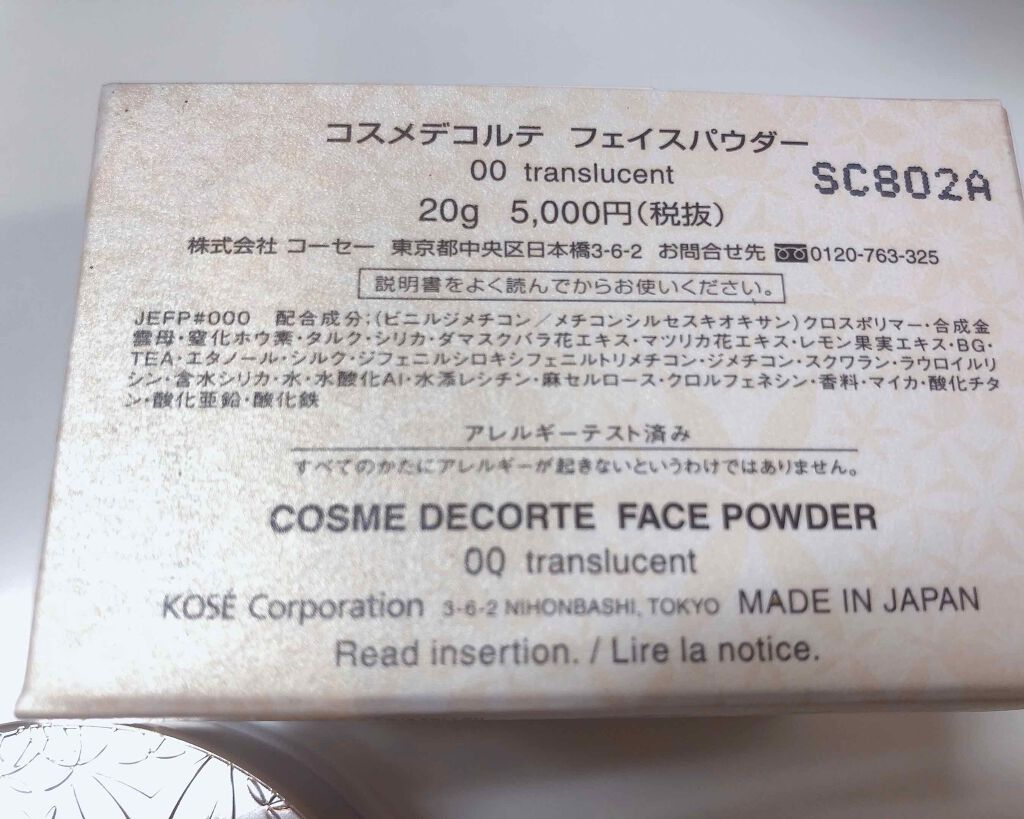 コスメデコルテ フェイスパウダー
00 translucent
SC802A
20g 5,000円(税抜)
株式会社 コーセー 東京都中央区日本橋3-6-2 お問合せ先 0120-763-325
説明書をよく読んでからお使いください。
JEFP#000 配合成分;(ビニルジメチコン/メチコンシルセスキオキサン)クロスポリマー・合成金
雲母・窒化ホウ素・タルク・シリカ・ダマスクバラ花エキス・マツリカ花エキス・レモン果実エキス・BG・
TEA・エタノール・シルク・ジフェニルシロキシフェニルトリメチコン・ジメチコン・スクワラン・ラウロイルリ
シン・含水シリカ・水・水酸化Al・水添レシチン・麻セルロース・クロルフェネシン・香料・マイカ・酸化チタ
ン・酸化亜鉛・酸化鉄
アレルギーテスト済み
すべてのかたにアレルギーが起きないというわけではありません。
COSME DECORTE FACE POWDER
00 translucent
KOSÉ Corporation 3-6-2 NIHONBASHI, TOKYO MADE IN JAPAN
Read insertion. / Lire la notice.